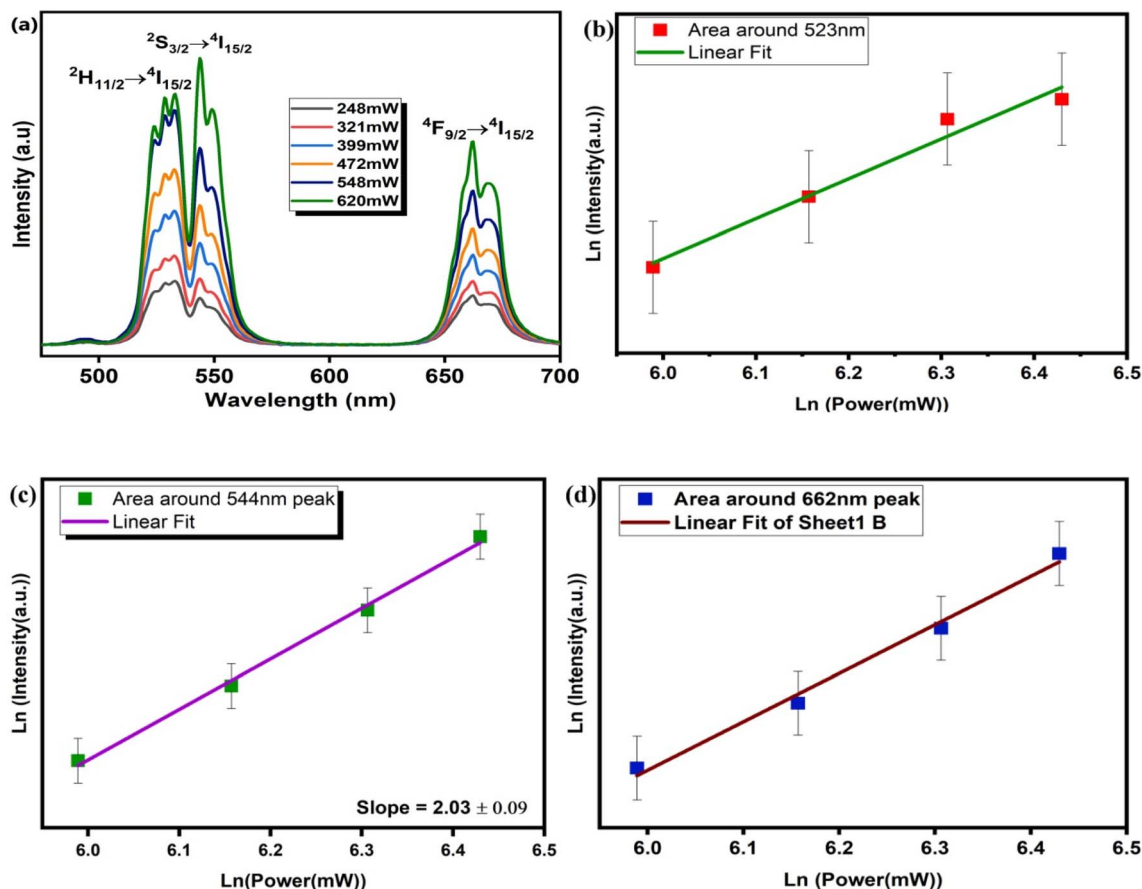 (a)
²S₃/₂→⁴I₁₅/₂
²H₁₁/₂→⁴I₁₅/₂
⁴F₉/₂→⁴I₁₅/₂
248mW
321mW
399mW
472mW
548mW
620mW
Intensity (a.u)
500 550 600 650 700
Wavelength (nm)
(b)
Area around 523nm
Linear Fit
Ln (Intensity(a.u.))
6.0 6.1 6.2 6.3 6.4 6.5
Ln (Power(mW))
(c)
Area around 544nm peak
Linear Fit
Ln (Intensity(a.u.))
Slope = 2.03 ± 0.09
6.0 6.1 6.2 6.3 6.4 6.5
Ln(Power(mW))
(d)
Area around 662nm peak
Linear Fit of Sheet1 B
Ln (Intensity(a.u.))
6.0 6.1 6.2 6.3 6.4 6.5
Ln (Power(mW))